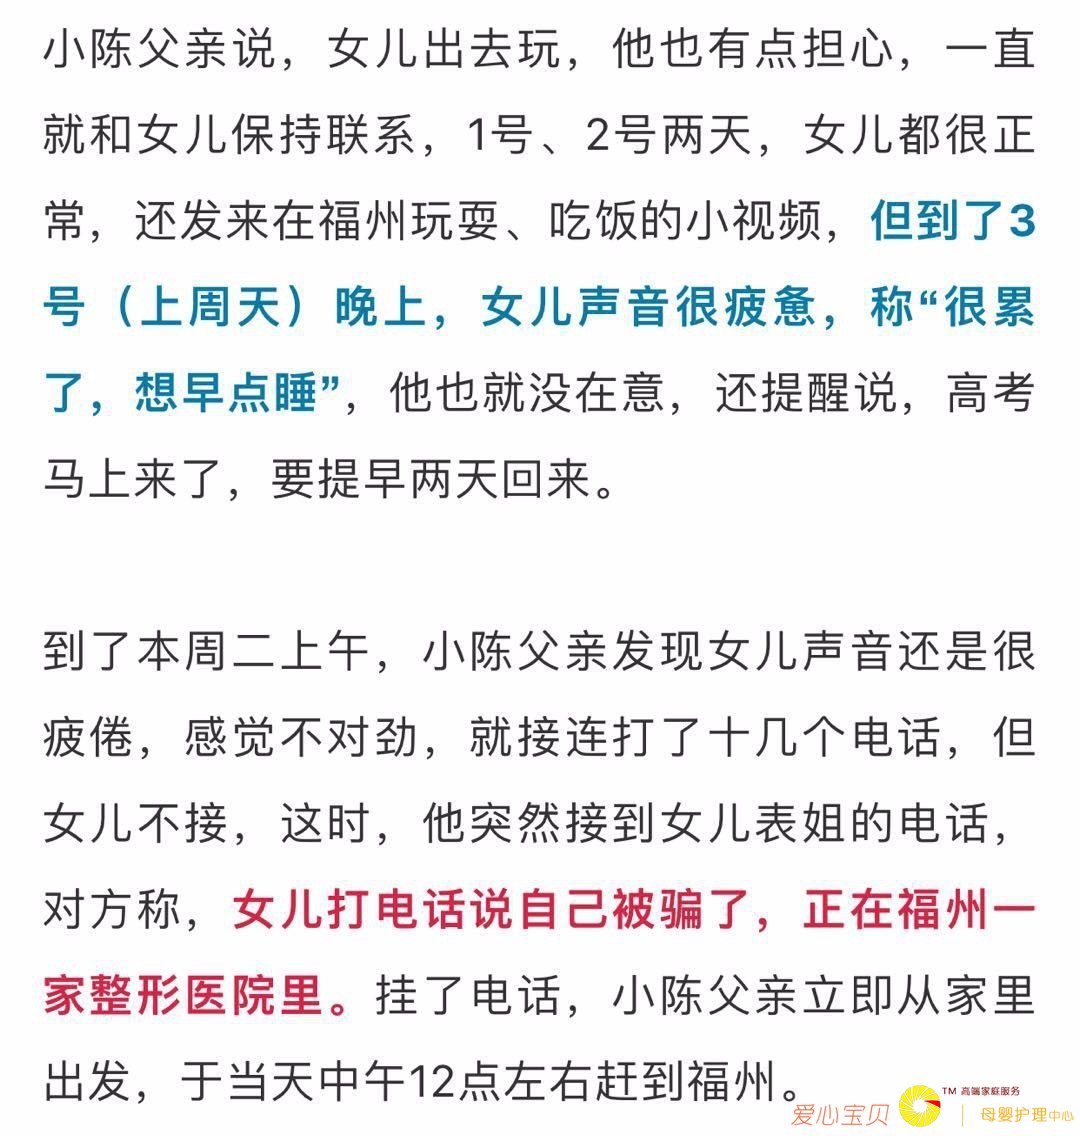 小陈父亲说，女儿出去玩，他也有点担心，一直
就和女儿保持联系，1号、2号两天，女儿都很正
常，还发来在福州玩耍、吃饭的小视频，但到了3
号（上周天）晚上，女儿声音很疲惫，称“很累
了，想早点睡”，他也就没在意，还提醒说，高考
马上来了，要提早两天回来。
到了本周二上午，小陈父亲发现女儿声音还是很
疲倦，感觉不对劲，就接连打了十几个电话，但
女儿不接，这时，他突然接到女儿表姐的电话，
对方称，女儿打电话说自己被骗了，正在福州一
家整形医院里。挂了电话，小陈父亲立即从家里
出发，于当天中午12点左右赶到福州。
爱心宝贝
TM 高端家庭服务
母婴护理中心